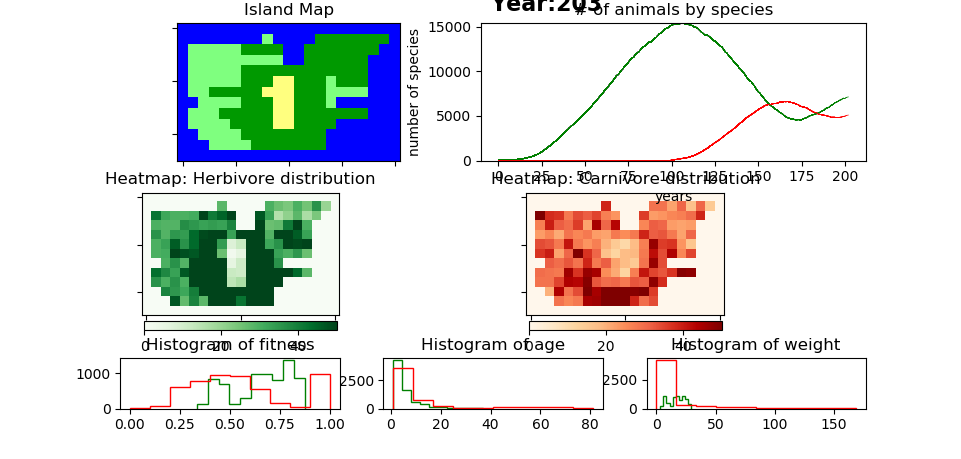 Year:203
Island Map
# of animals by species
number of species
15000
10000
5000
0
0 25 50 75 100 125 150 175 200
years
Heatmap: Herbivore distribution
Heatmap: Carnivore distribution
0 20 40
0 20 40
Histogram of fitness
Histogram of age
Histogram of weight
1000
0
0.00 0.25 0.50 0.75 1.00
2500
0
0 20 40 60 80
2500
0
0 50 100 150